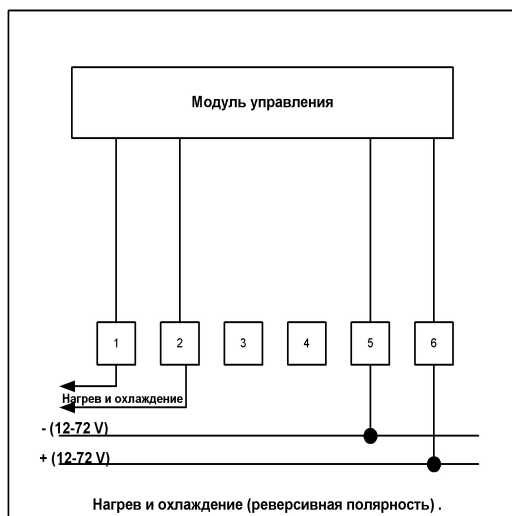 Модуль управления
1 2 3 4 5 6
Нагрев и охлаждение
- (12-72 V)
+ (12-72 V)
Нагрев и охлаждение (реверсивная полярность) .